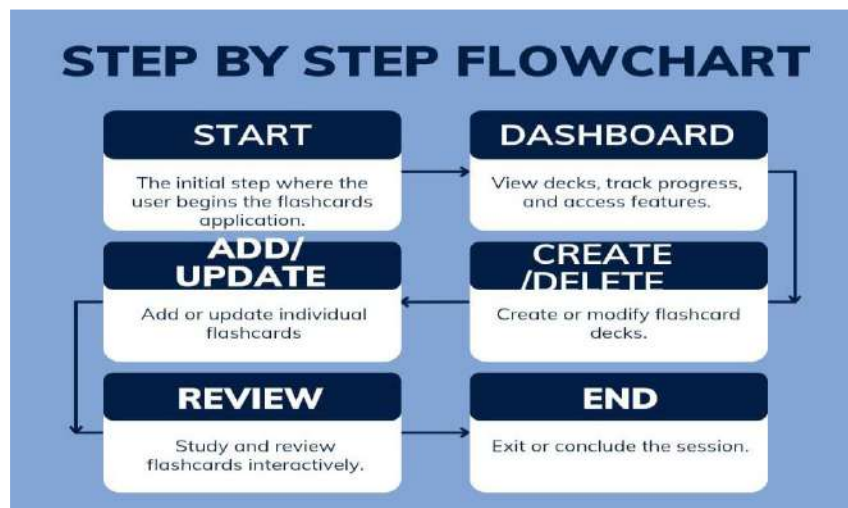 STEP BY STEP FLOWCHART
START
The initial step where the
user begins the flashcards
application.
DASHBOARD
View decks, track progress,
and access features.
CREATE
/DELETE
Create or modify flashcard
decks.
ADD/
UPDATE
Add or update individual
flashcards
REVIEW
Study and review
flashcards interactively.
END
Exit or conclude the session.